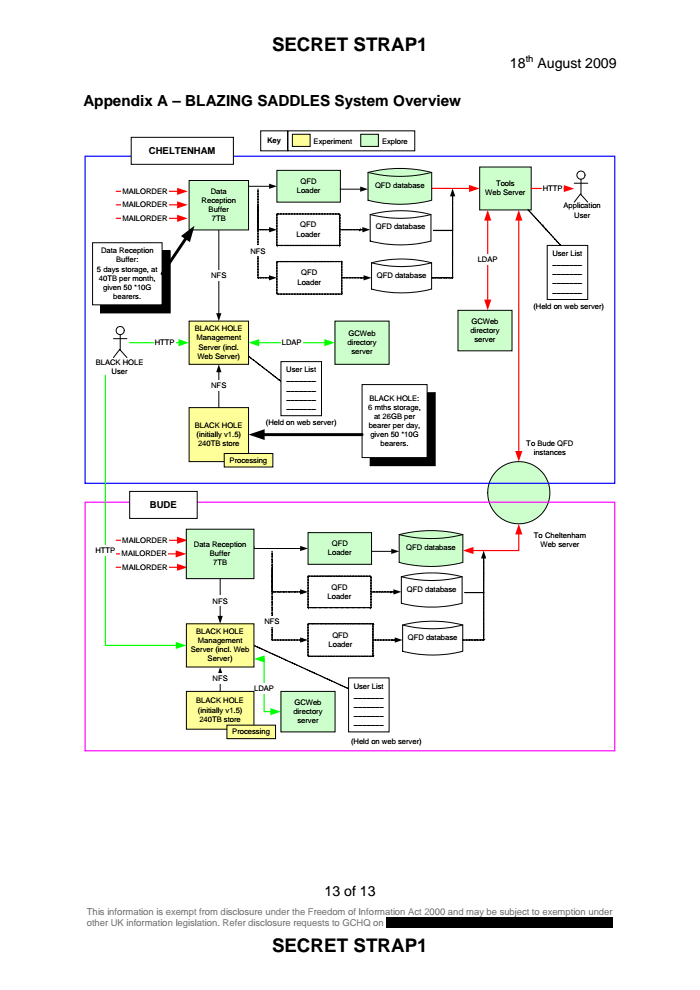 SECRET STRAP1
18th August 2009
Appendix A – BLAZING SADDLES System Overview
Key
Experiment
Explore
CHELTENHAM
MAILORDER
MAILORDER
MAILORDER
Data
Reception
Buffer
7TB
QFD
Loader
QFD database
QFD
Loader
QFD database
QFD
Loader
QFD database
NFS
Tools
Web Server
HTTP
Application
User
Data Reception
Buffer:
5 days storage, at
40TB per month,
given 50 *10G
bearers.
NFS
LDAP
User List
(Held on web server)
GCWeb
directory
server
BLACK HOLE
User
HTTP
BLACK HOLE
Management
Server (incl.
Web Server)
LDAP
GCWeb
directory
server
User List
(Held on web server)
NFS
BLACK HOLE
(initially v1.5)
240TB store
Processing
BLACK HOLE:
6 mths storage,
at 26GB per
bearer per day,
given 50 *10G
bearers.
To Bude QFD
instances
BUDE
HTTP
MAILORDER
MAILORDER
MAILORDER
Data Reception
Buffer
7TB
QFD
Loader
QFD database
QFD
Loader
QFD database
QFD
Loader
QFD database
NFS
To Cheltenham
Web server
NFS
BLACK HOLE
Management
Server (incl. Web
Server)
NFS
LDAP
BLACK HOLE
(initially v1.5)
240TB store
Processing
GCWeb
directory
server
User List
(Held on web server)
13 of 13
This information is exempt from disclosure under the Freedom of Information Act 2000 and may be subject to exemption under
other UK information legislation. Refer disclosure requests to GCHQ on
SECRET STRAP1